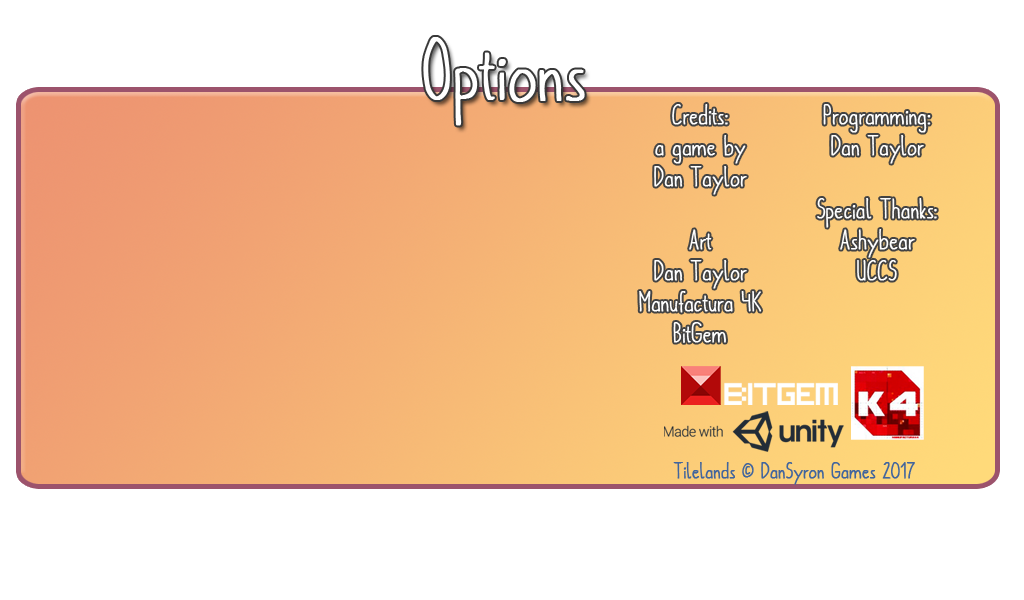 Options
Credits:
a game by
Dan Taylor
Art
Dan Taylor
Manufactura 4K
BitGem
Programming:
Dan Taylor
Special Thanks:
Ashybear
UCCS
BITGEM
K4
Made with unity
Tilelands © DanSyron Games 2017